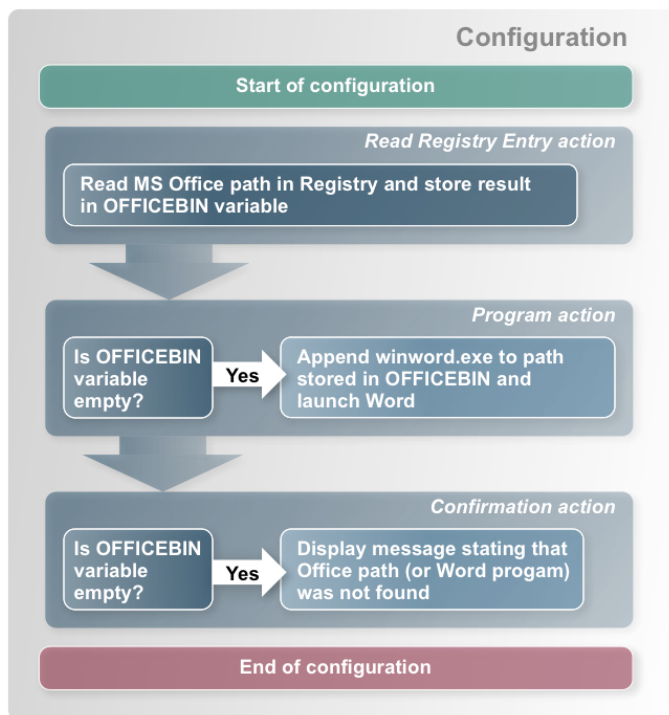 Configuration
Start of configuration
Read Registry Entry action
Read MS Office path in Registry and store result
in OFFICEBIN variable
Program action
Is OFFICEBIN
variable
empty?
Yes
Append winword.exe to path
stored in OFFICEBIN and
launch Word
Confirmation action
Is OFFICEBIN
variable
empty?
Yes
Display message stating that
Office path (or Word progam)
was not found
End of configuration